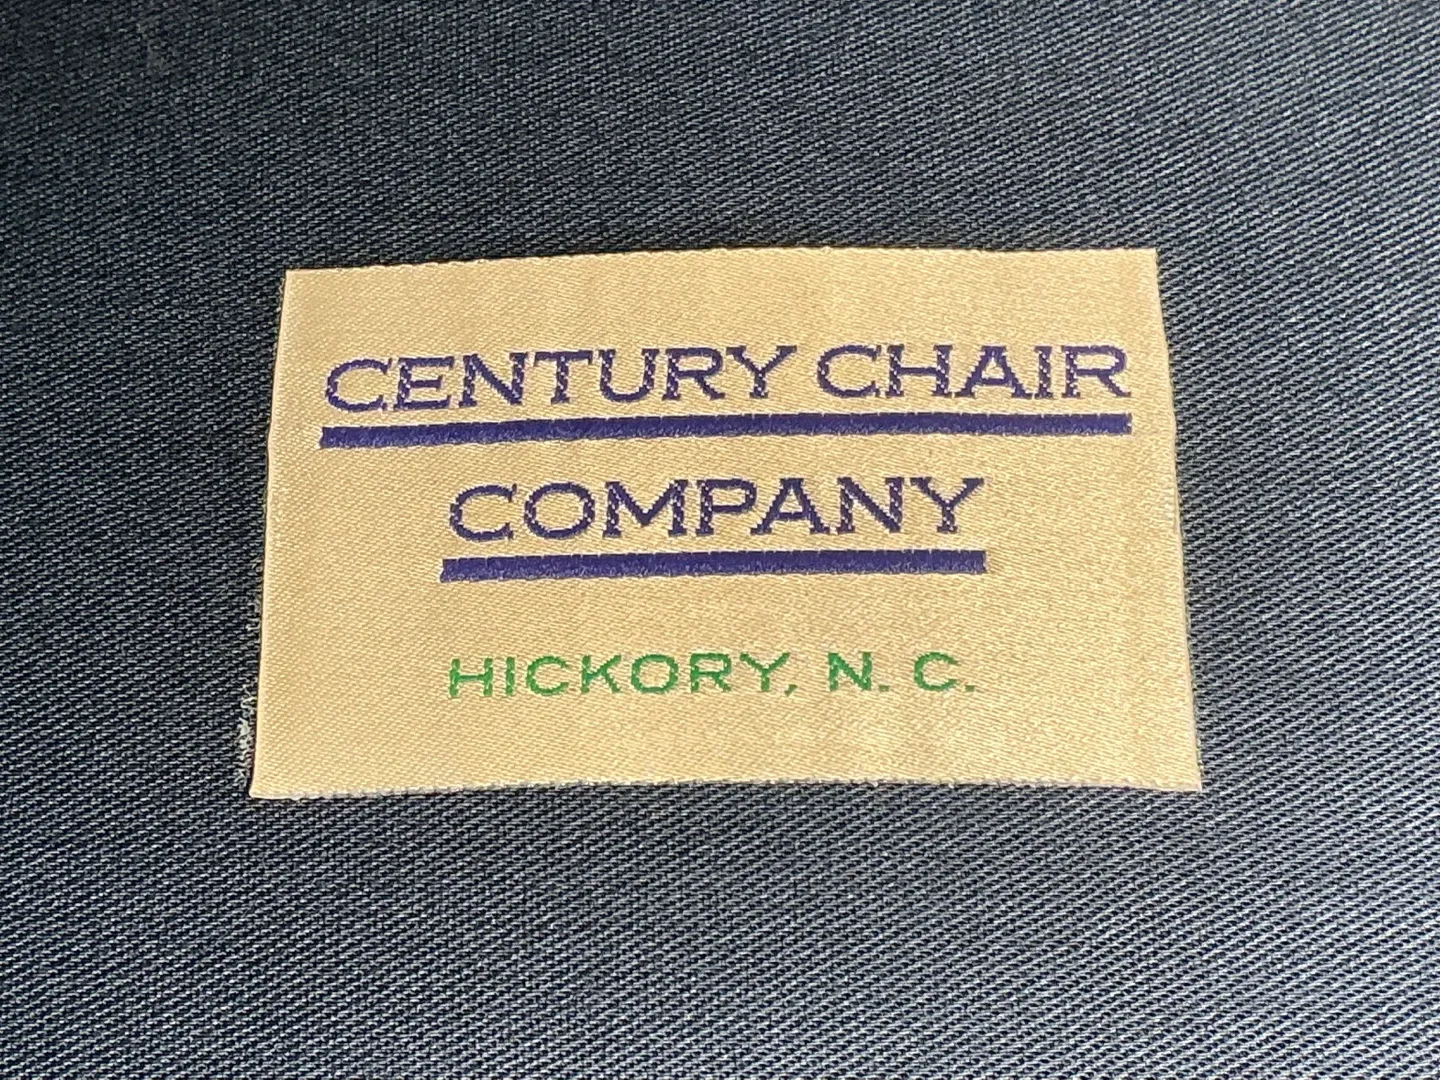 CENTURY CHAIR
COMPANY
HICKORY, N. C.